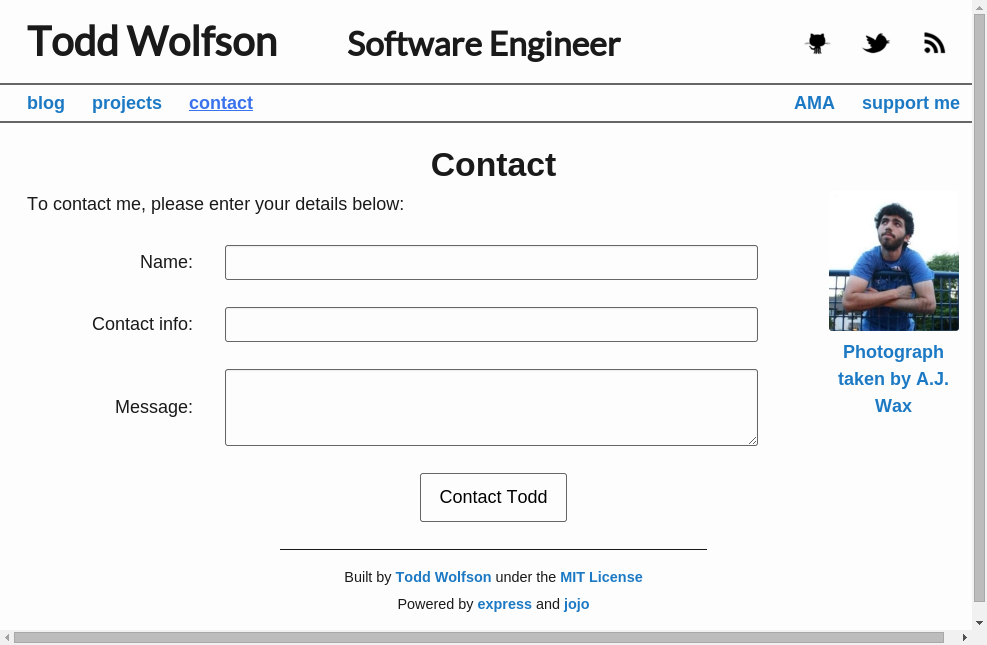 Todd Wolfson Software Engineer
blog projects contact AMA support me
Contact
To contact me, please enter your details below:
Name:
Contact info:
Message:
Contact Todd
Photograph
taken by A.J.
Wax
Built by Todd Wolfson under the MIT License
Powered by express and jojo